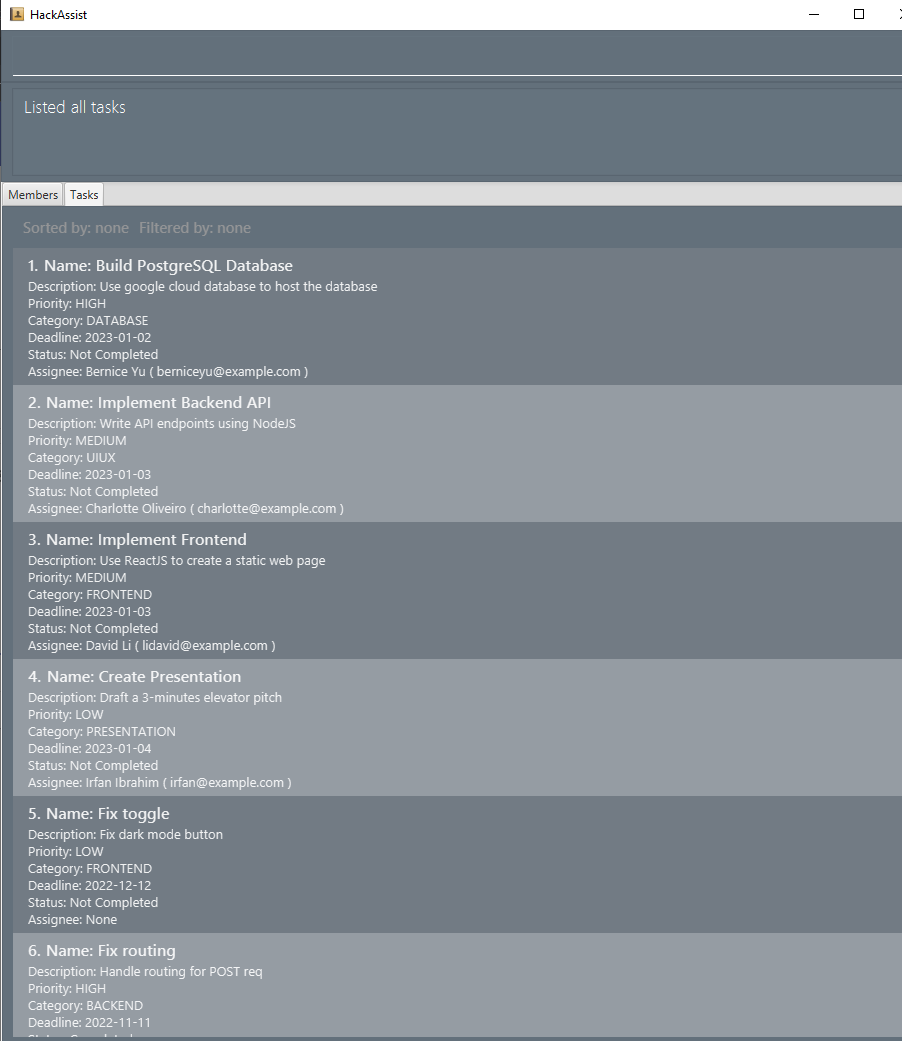 HackAssist
Listed all tasks
Members Tasks
Sorted by: none Filtered by: none
1. Name: Build PostgreSQL Database
Description: Use google cloud database to host the database
Priority: HIGH
Category: DATABASE
Deadline: 2023-01-02
Status: Not Completed
Assignee: Bernice Yu ( berniceyu@example.com )
2. Name: Implement Backend API
Description: Write API endpoints using NodeJS
Priority: MEDIUM
Category: UIUX
Deadline: 2023-01-03
Status: Not Completed
Assignee: Charlotte Oliveiro ( charlotte@example.com )
3. Name: Implement Frontend
Description: Use ReactJS to create a static web page
Priority: MEDIUM
Category: FRONTEND
Deadline: 2023-01-03
Status: Not Completed
Assignee: David Li ( lidavid@example.com )
4. Name: Create Presentation
Description: Draft a 3-minutes elevator pitch
Priority: LOW
Category: PRESENTATION
Deadline: 2023-01-04
Status: Not Completed
Assignee: Irfan Ibrahim ( irfan@example.com )
5. Name: Fix toggle
Description: Fix dark mode button
Priority: LOW
Category: FRONTEND
Deadline: 2022-12-12
Status: Not Completed
Assignee: None
6. Name: Fix routing
Description: Handle routing for POST req
Priority: HIGH
Category: BACKEND
Deadline: 2022-11-11